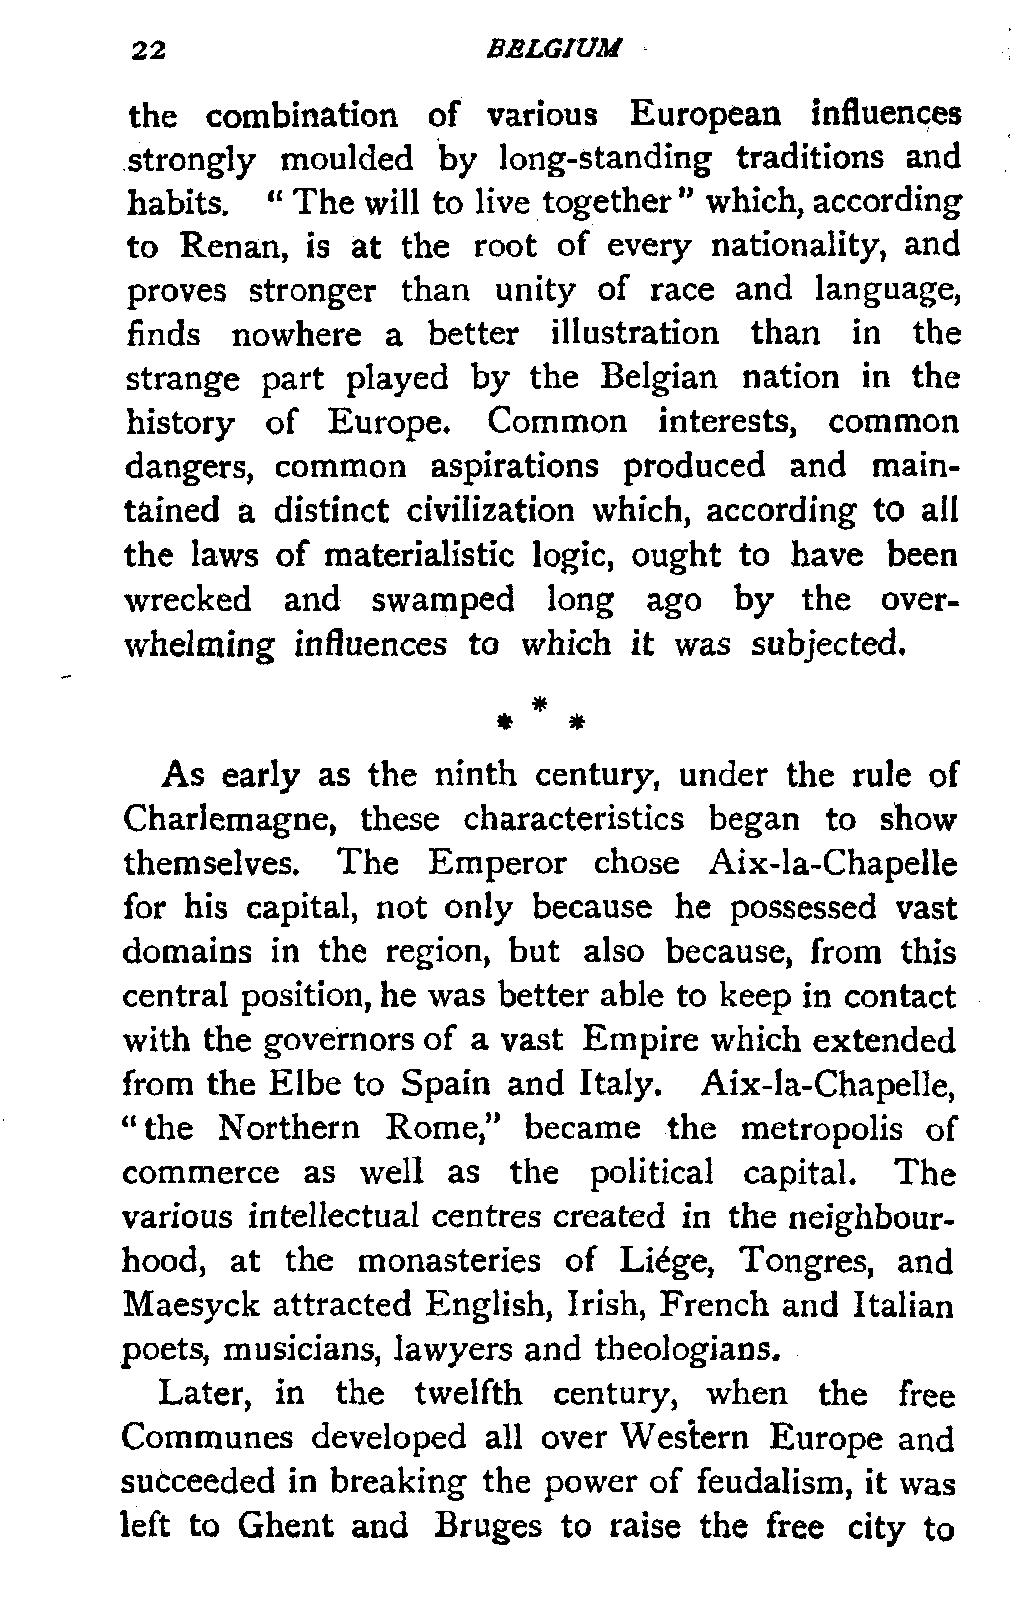 22 BELGIUM
the combination of various European influences
strongly moulded by long-standing traditions and
habits. “ The will to live together ” which, according
to Renan, is at the root of every nationality, and
proves stronger than unity of race and language,
finds nowhere a better illustration than in the
strange part played by the Belgian nation in the
history of Europe. Common interests, common
dangers, common aspirations produced and main-
tained a distinct civilization which, according to all
the laws of materialistic logic, ought to have been
wrecked and swamped long ago by the over-
whelming influences to which it was subjected.
* * *
As early as the ninth century, under the rule of
Charlemagne, these characteristics began to show
themselves. The Emperor chose Aix-la-Chapelle
for his capital, not only because he possessed vast
domains in the region, but also because, from this
central position, he was better able to keep in contact
with the governors of a vast Empire which extended
from the Elbe to Spain and Italy. Aix-la-Chapelle,
“ the Northern Rome,” became the metropolis of
commerce as well as the political capital. The
various intellectual centres created in the neighbour-
hood, at the monasteries of Liége, Tongres, and
Maesyck attracted English, Irish, French and Italian
poets, musicians, lawyers and theologians.
Later, in the twelfth century, when the free
Communes developed all over Western Europe and
succeeded in breaking the power of feudalism, it was
left to Ghent and Bruges to raise the free city to